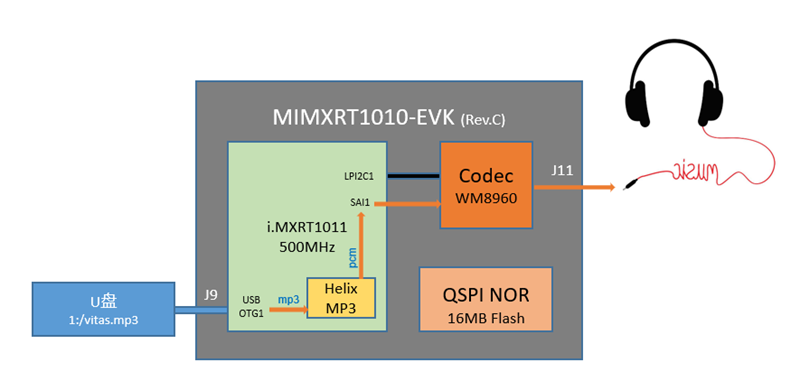 MIMXRT1010-EVK (Rev.C)
LPI2C1
SAI1
Codec
WM8960
J11
music
i.MXRT1011
500MHz
pcm
U盘
1:/vitas.mp3
J9
USB
OTG1
mp3
Helix
MP3
QSPI NOR
16MB Flash